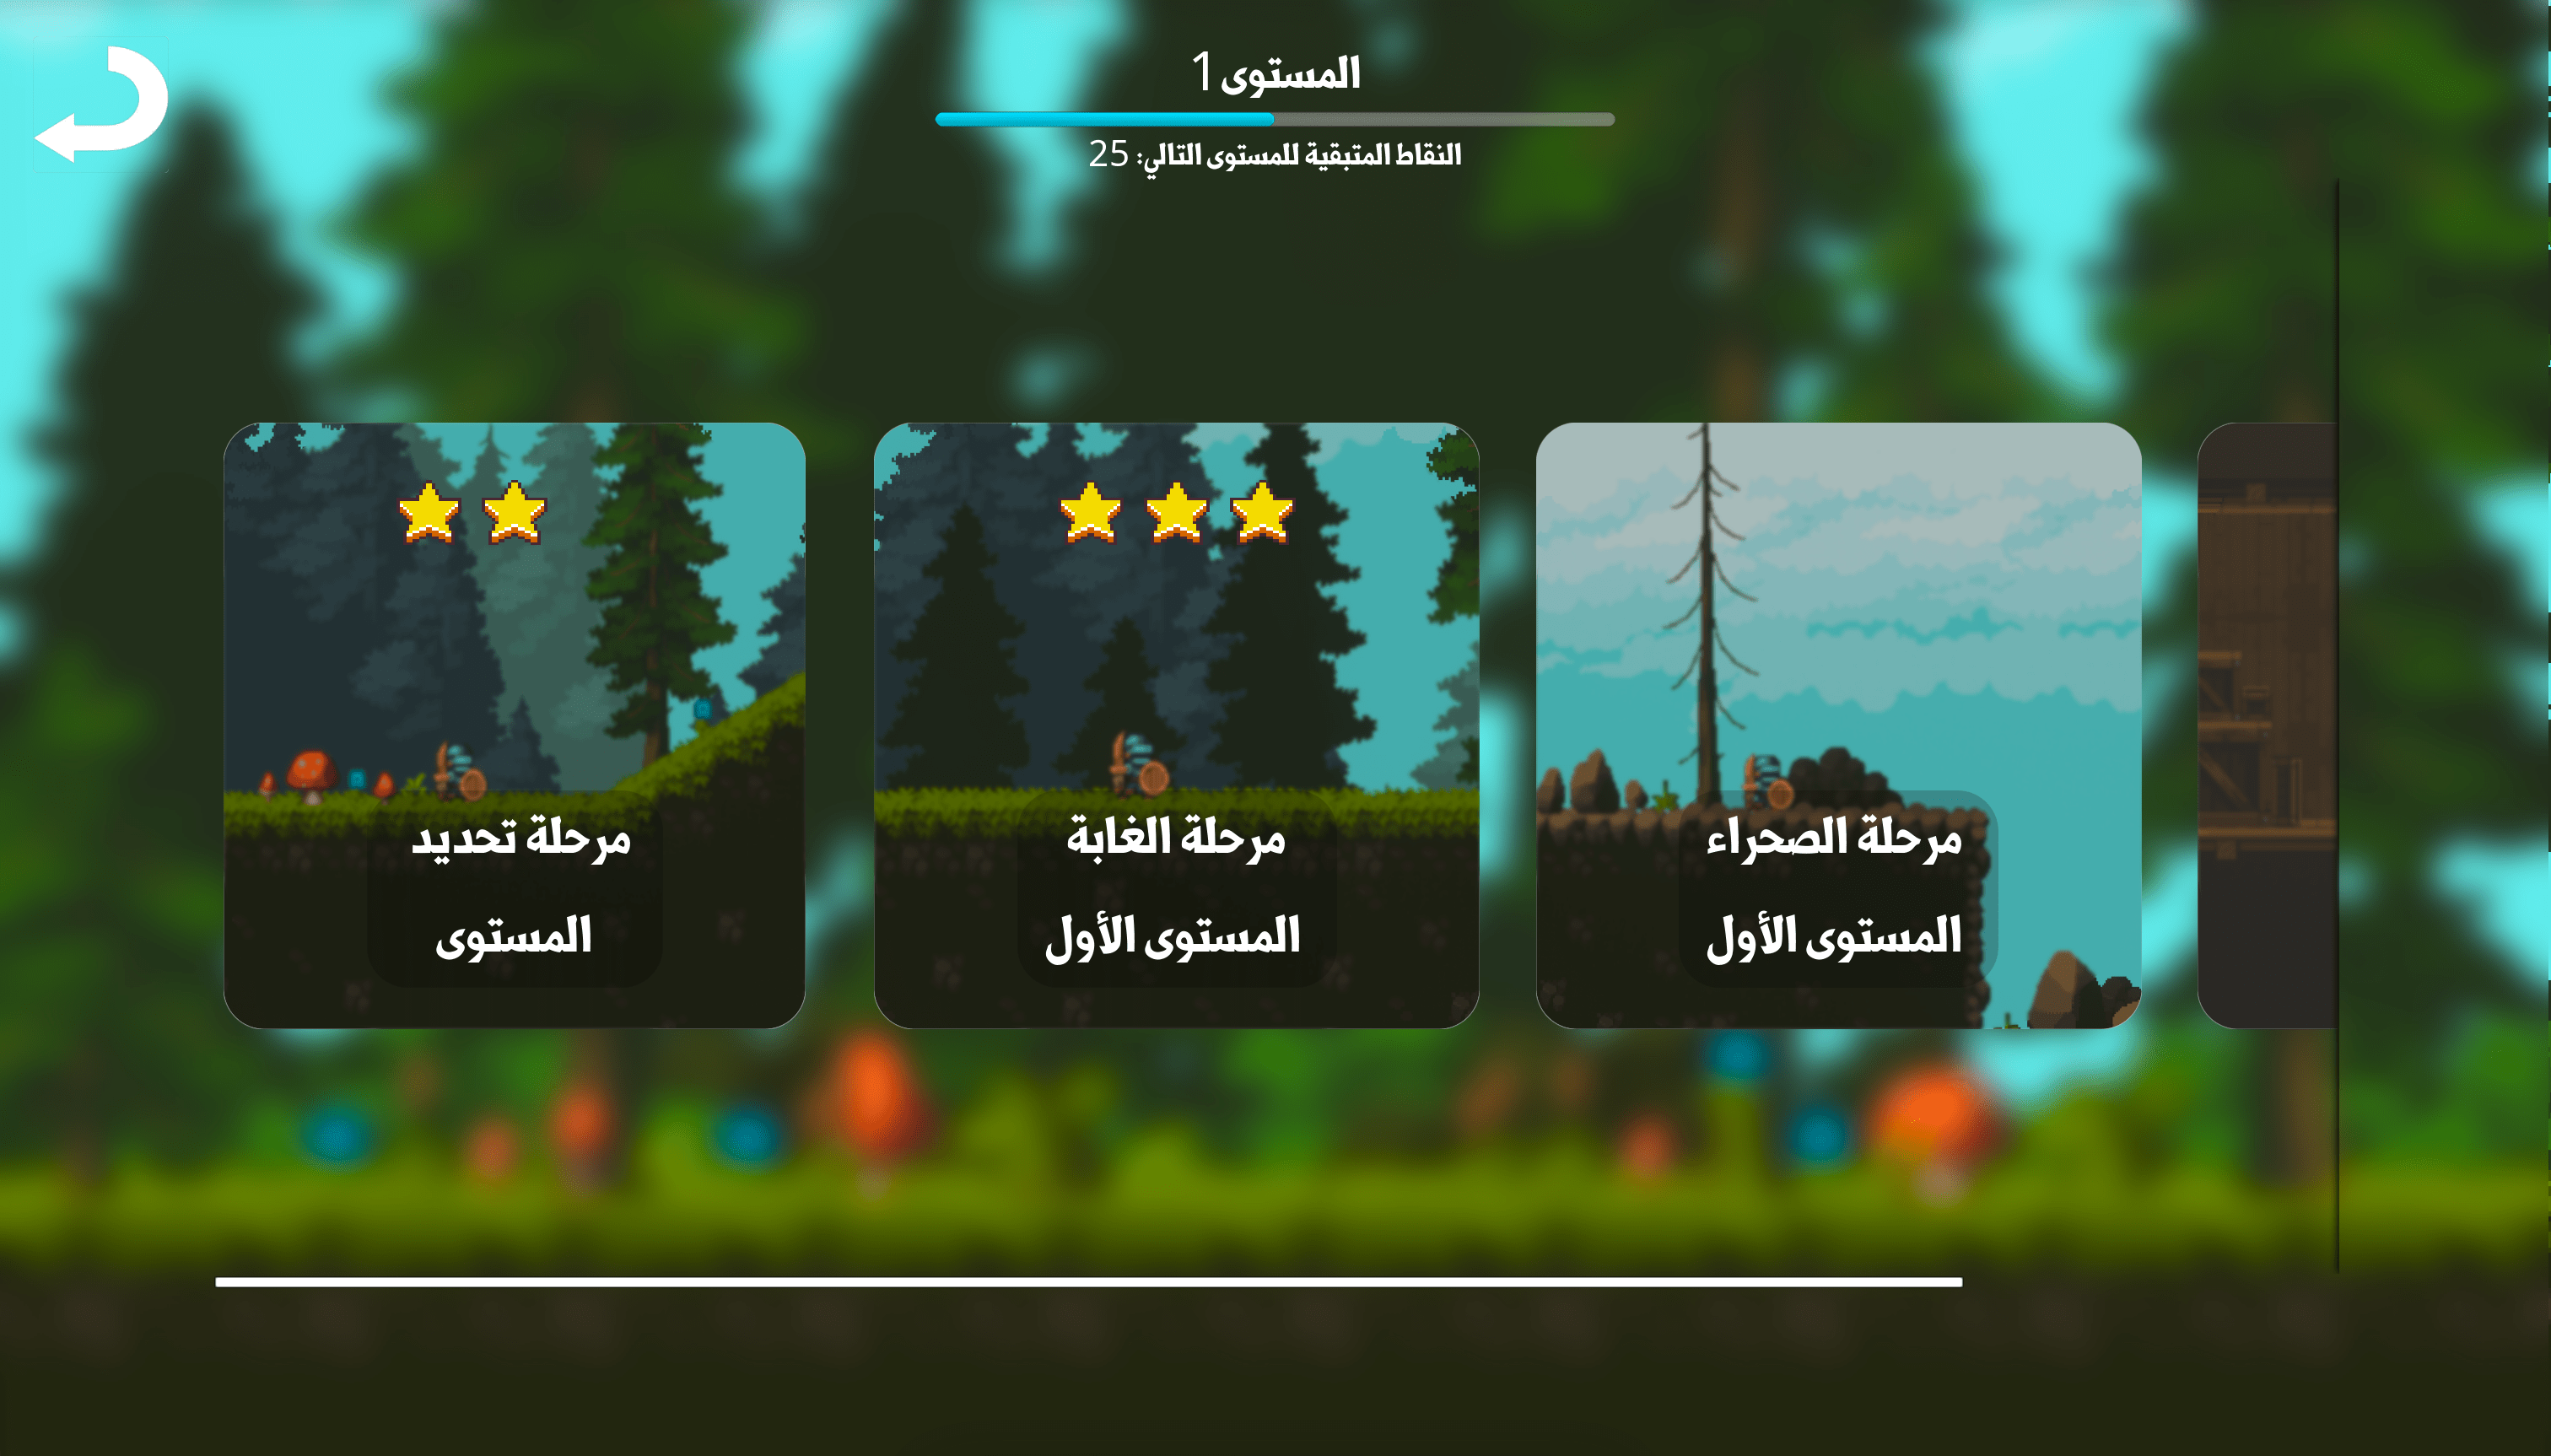 المستوى 1
النقاط المتبقية للمستوى التالي: 25
مرحلة تحديد
المستوى
مرحلة الغابة
المستوى الأول
مرحلة الصحراء
المستوى الأول